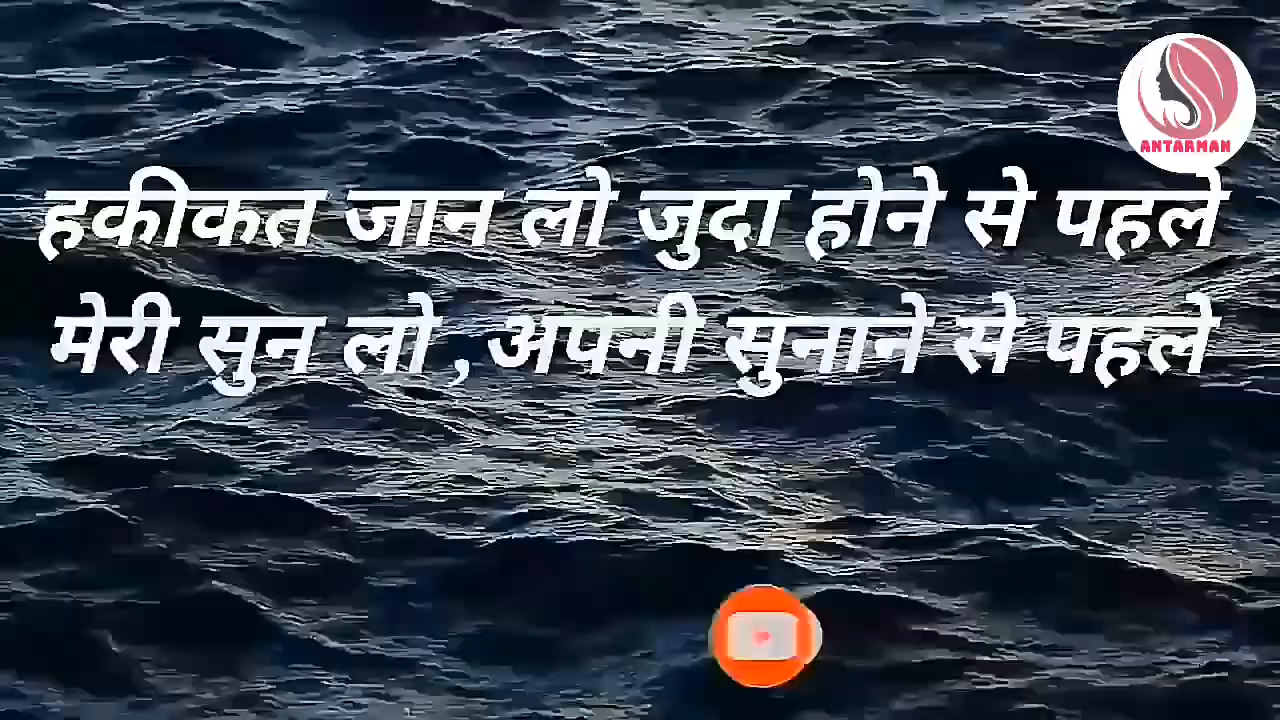 ANTARMAN
हकीकत जान लो जुदा होने से पहले
मेरी सुन लो ,अपनी सुनाने से पहले